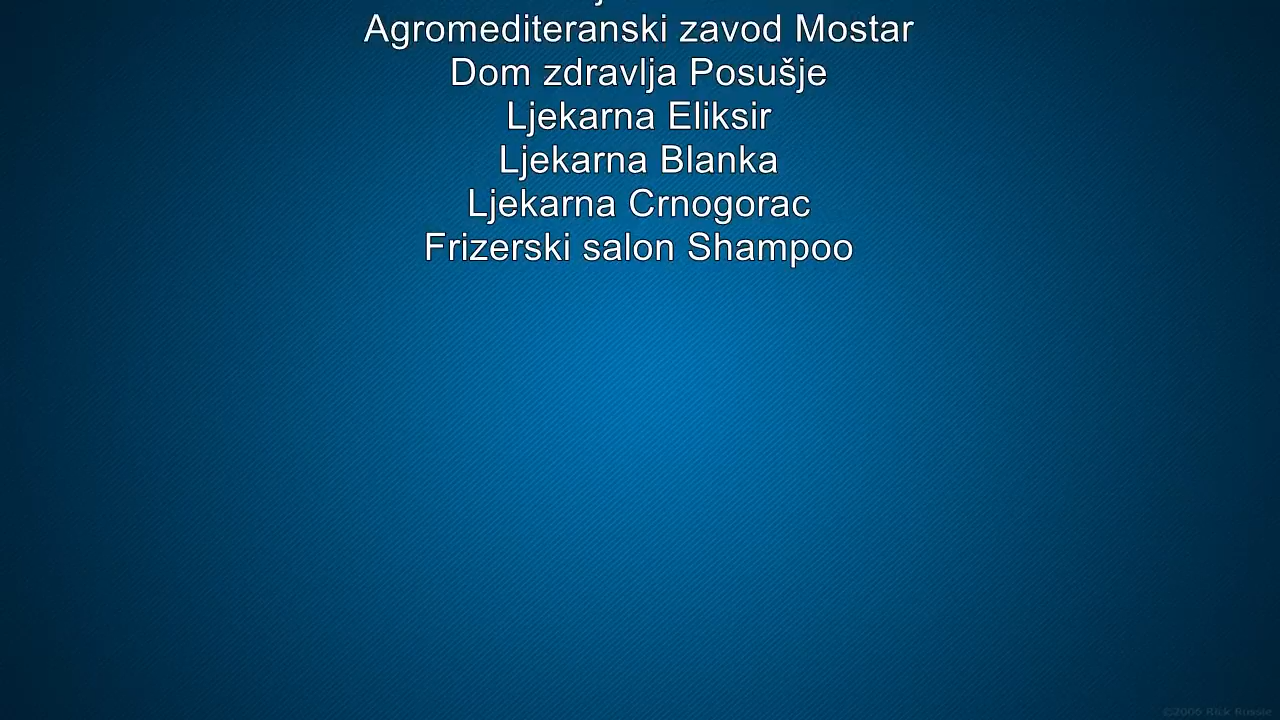 Agromediteranski zavod Mostar
Dom zdravlja Posušje
Ljekarna Eliksir
Ljekarna Blanka
Ljekarna Crnogorac
Frizerski salon Shampoo